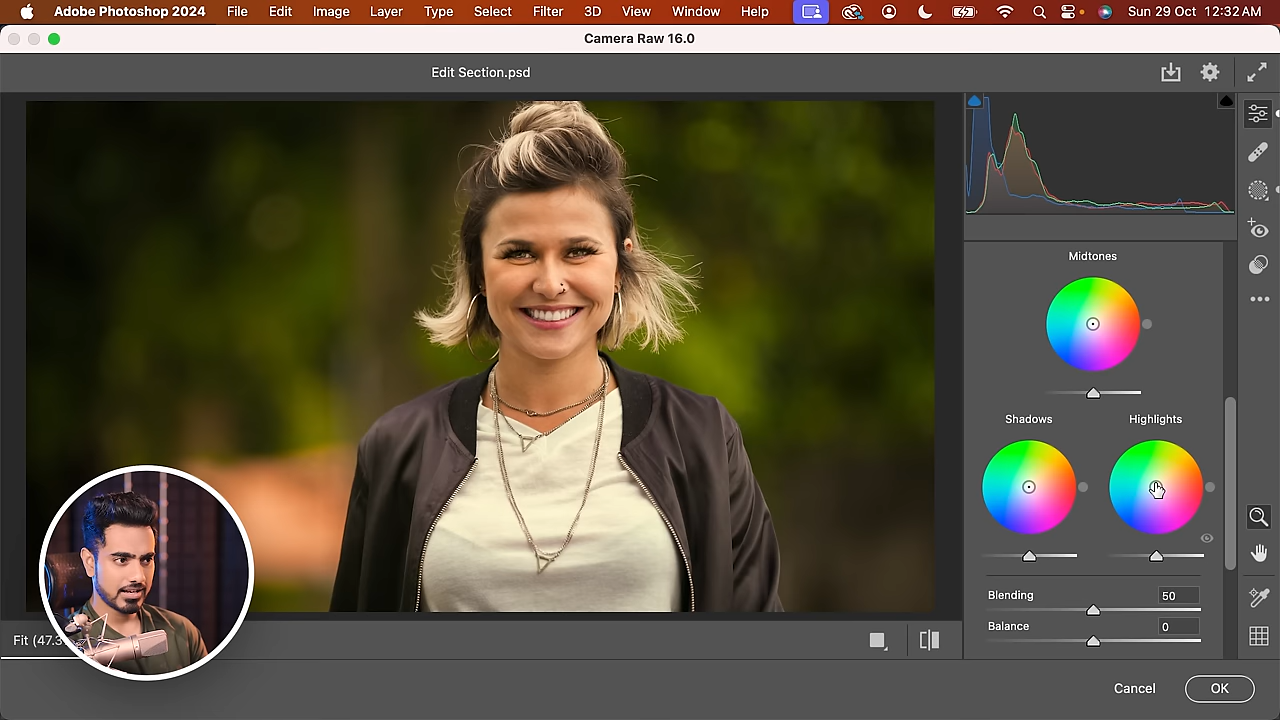 Adobe Photoshop 2024 File Edit Image Layer Type Select Filter 3D View Window Help Sun 29 Oct 12:32 AM
Camera Raw 16.0
Edit Section.psd
Midtones
Shadows Highlights
Blending 50
Balance 0
Fit (47.3
Cancel OK